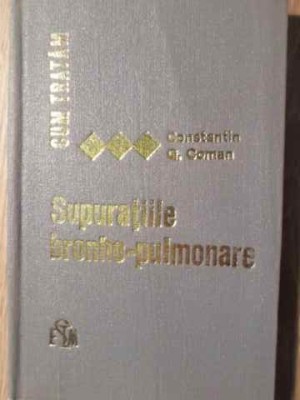 CUM TRATĂM
Constantin
G. Coman
Supurațiile
bronho-pulmonare